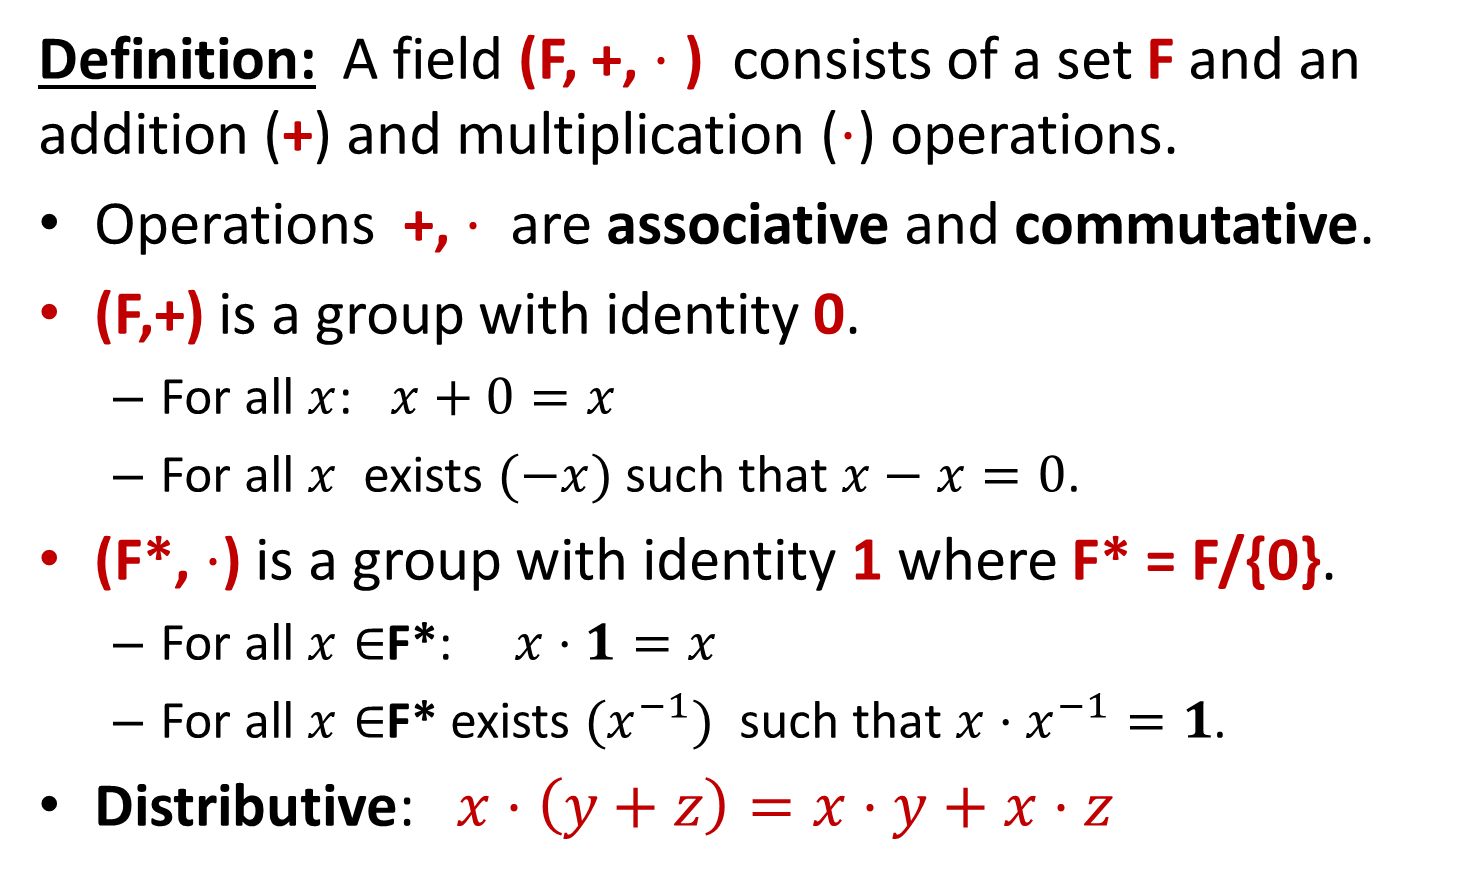 Definition: A field (F, +, · ) consists of a set F and an
addition (+) and multiplication (·) operations.
• Operations +, · are associative and commutative.
• (F,+) is a group with identity 0.
– For all x: x + 0 = x
– For all x exists (−x) such that x − x = 0.
• (F*, ·) is a group with identity 1 where F* = F/{0}.
– For all x ∈F*: x · 1 = x
– For all x ∈F* exists (x⁻¹) such that x · x⁻¹ = 1.
• Distributive: x · (y + z) = x · y + x · z